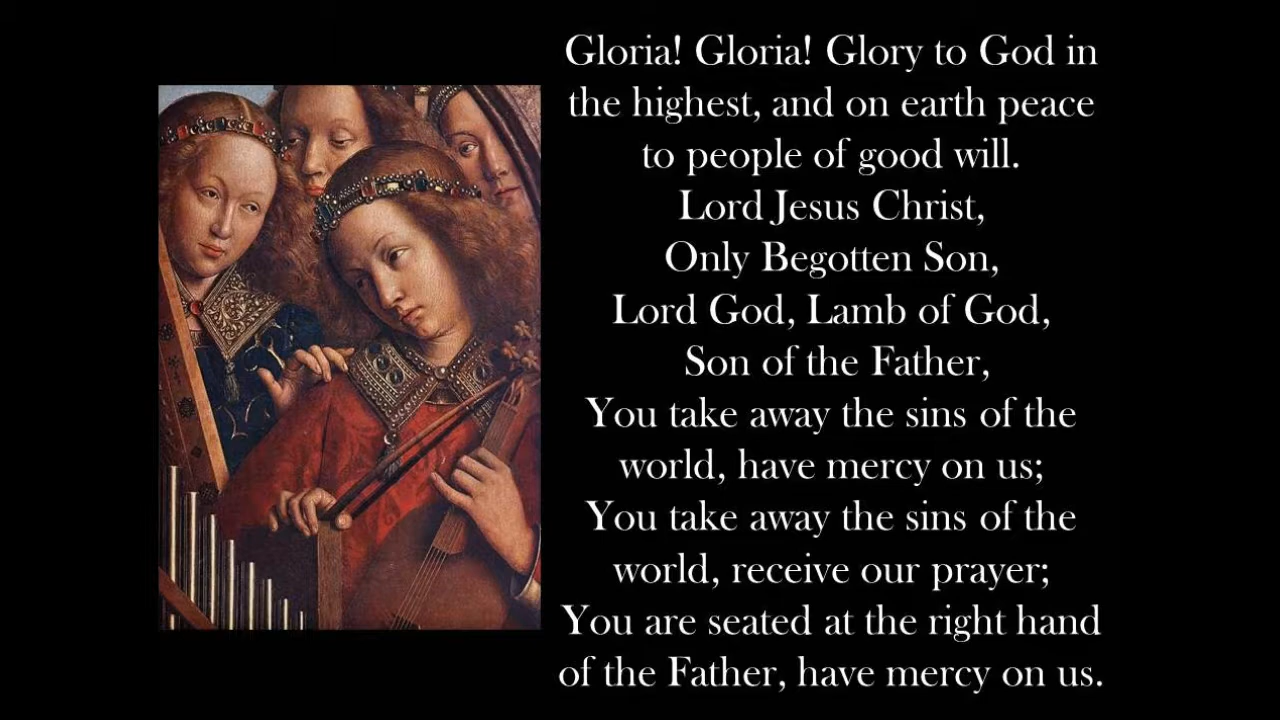 Gloria! Gloria! Glory to God in
the highest, and on earth peace
to people of good will.
Lord Jesus Christ,
Only Begotten Son,
Lord God, Lamb of God,
Son of the Father,
You take away the sins of the
world, have mercy on us;
You take away the sins of the
world, receive our prayer;
You are seated at the right hand
of the Father, have mercy on us.